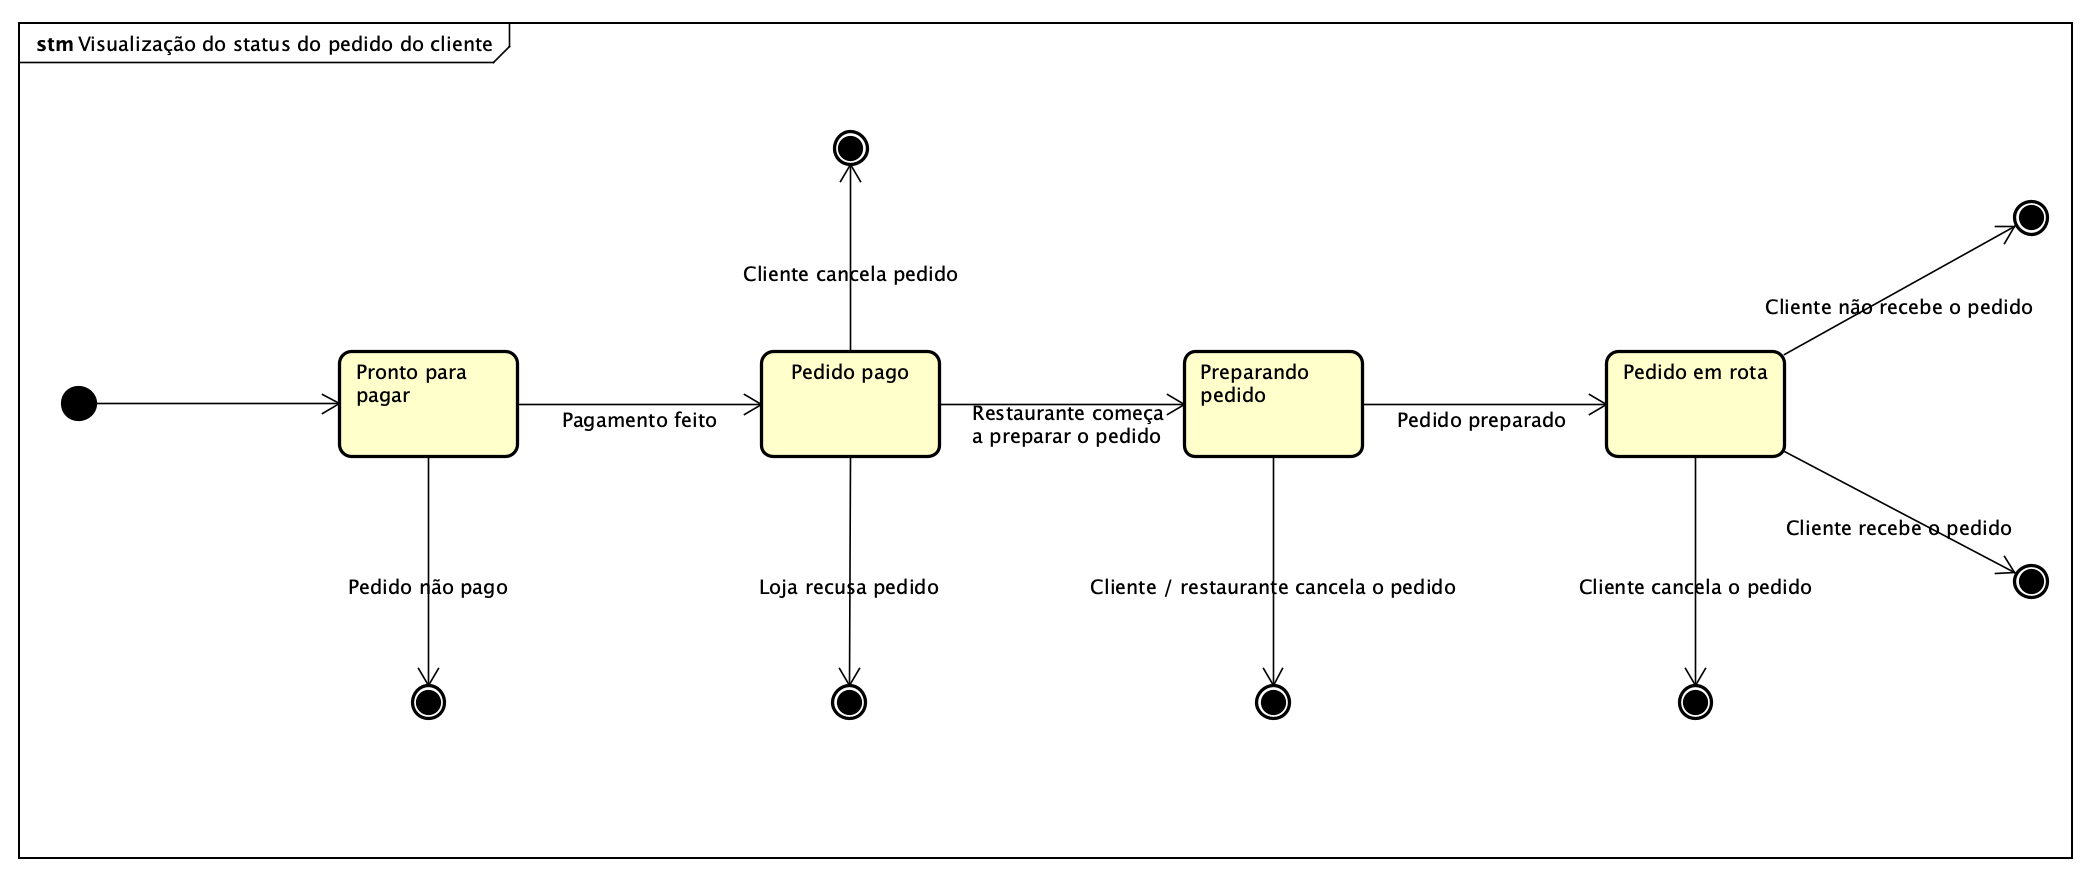 stm Visualização do status do pedido do cliente
Cliente cancela pedido
Cliente não recebe o pedido
Pronto para
pagar
Pagamento feito
Pedido pago
Restaurante começa
a preparar o pedido
Preparando
pedido
Pedido preparado
Pedido em rota
Cliente recebe o pedido
Pedido não pago
Loja recusa pedido
Cliente / restaurante cancela o pedido
Cliente cancela o pedido